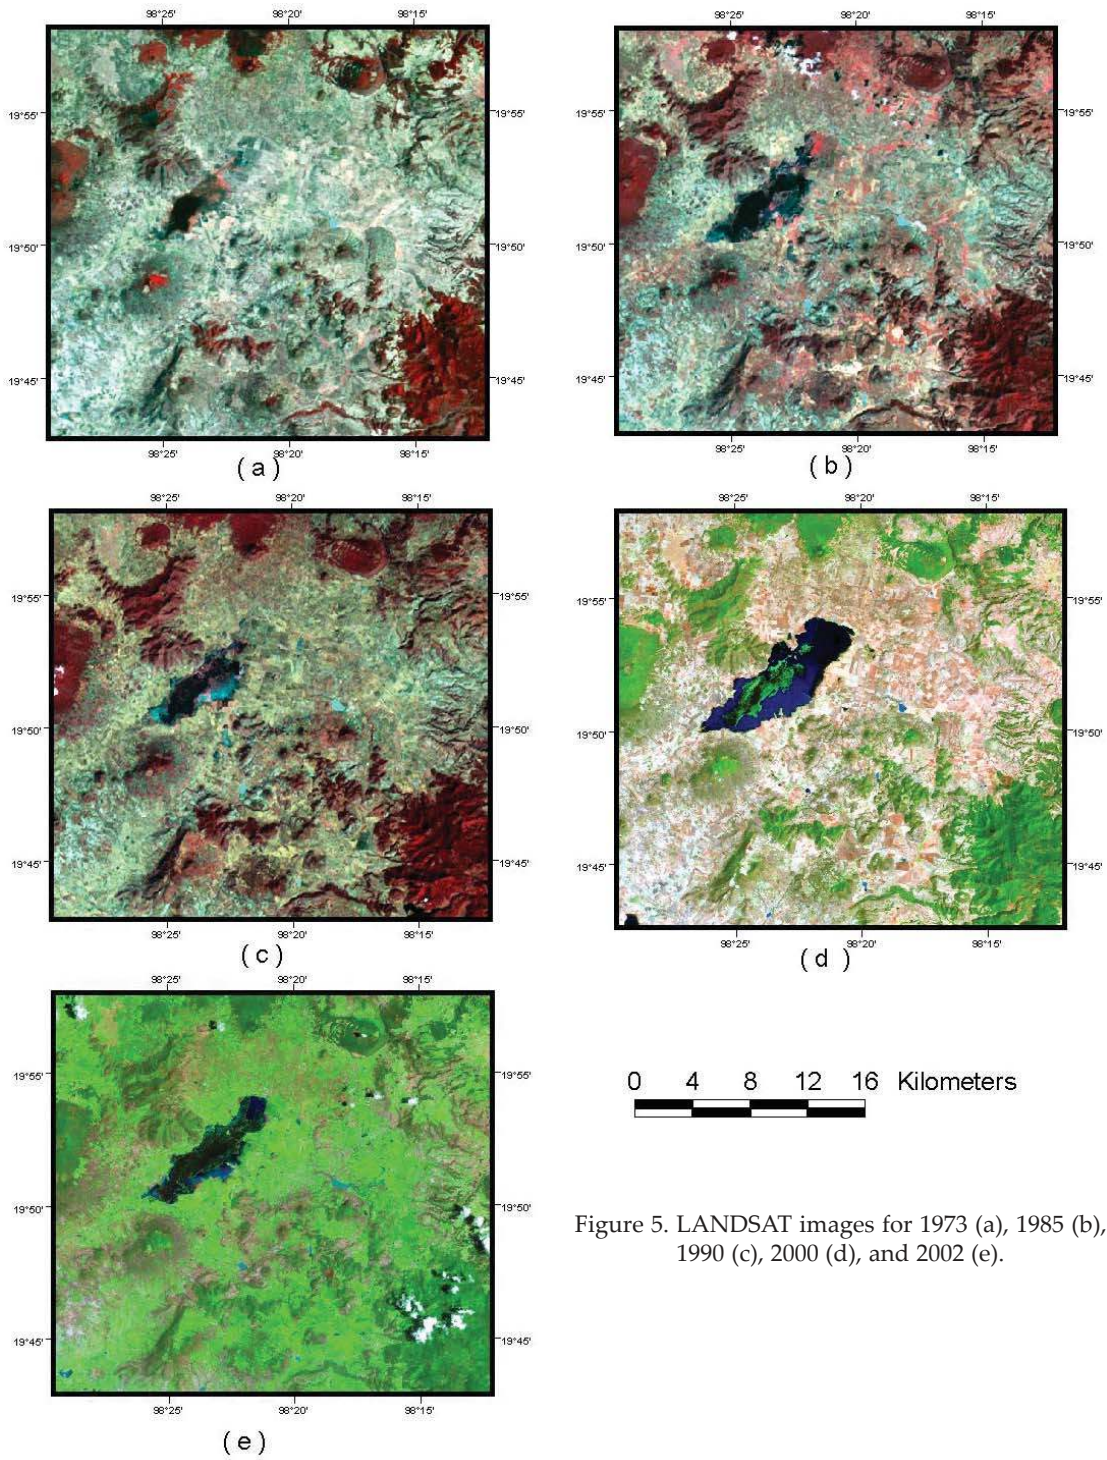 98°25' 98°20' 98°15'
98°25' 98°20' 98°15'
19°55' 19°55' 19°55' 19°55'
19°50' 19°50' 19°50' 19°50'
19°45' 19°45' 19°45' 19°45'
98°25' 98°20' 98°15'
98°25' 98°20' 98°15'
( a )
( b )
98°25' 98°20' 98°15'
98°25' 98°20' 98°15'
19°55' 19°55' 19°55' 19°55'
19°50' 19°50' 19°50' 19°50'
19°45' 19°45' 19°45' 19°45'
98°25' 98°20' 98°15'
98°25' 98°20' 98°15'
( c )
( d )
98°25' 98°20' 98°15'
19°55' 19°55'
19°50' 19°50'
19°45' 19°45'
98°25' 98°20' 98°15'
( e )
0 4 8 12 16 Kilometers
Figure 5. LANDSAT images for 1973 (a), 1985 (b),
1990 (c), 2000 (d), and 2002 (e).